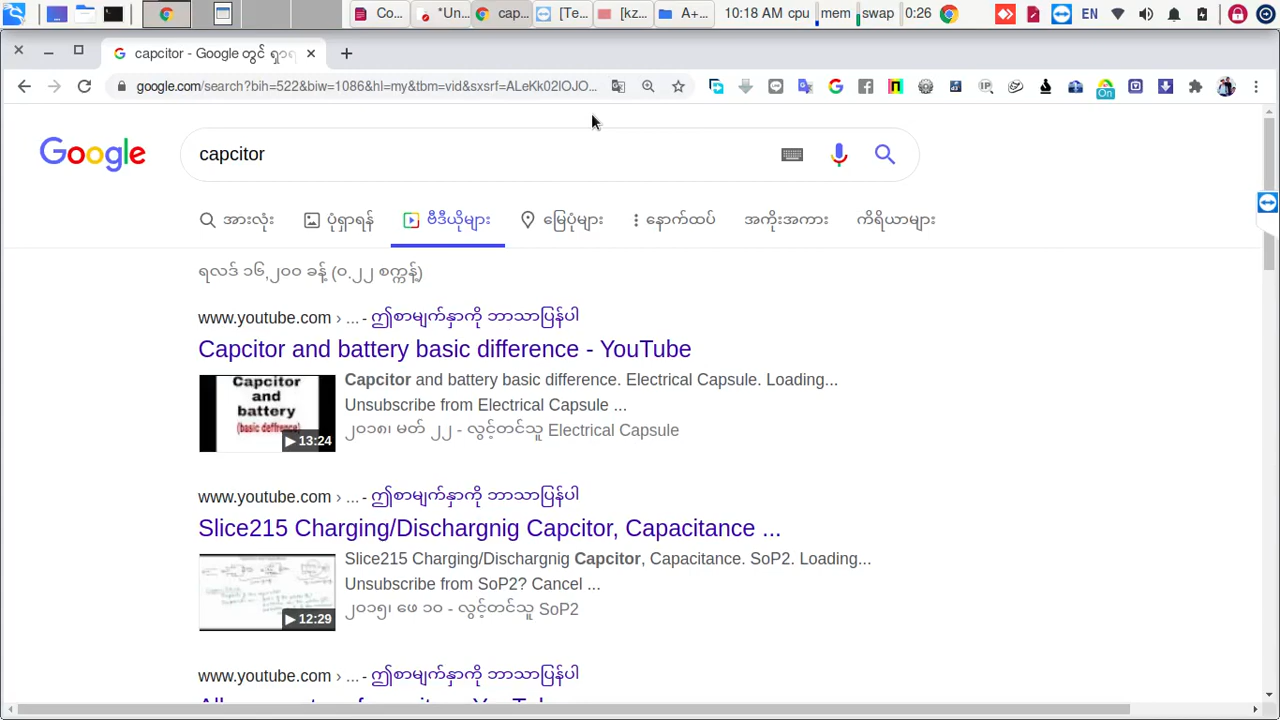 Co... *Un... cap... [Te... [kz... A+... 10:18 AM cpu mem swap 0:26 EN
capcitor - Google တွင် ရှာရ
google.com/search?bih=522&biw=1086&hl=my&tbm=vid&sxsrf=ALeKk02lOJO...
On
Google capcitor
အားလုံး ပုံရှာရန် ဗီဒီယိုများ မြေပုံများ နောက်ထပ် အကိုးအကား ကိရိယာများ
ရလဒ် ၁၆,၂၀၀ ခန့် (၀.၂၂ စက္ကန့်)
www.youtube.com › ... - ဤစာမျက်နှာကို ဘာသာပြန်ပါ
Capcitor and battery basic difference - YouTube
Capcitor and battery basic difference. Electrical Capsule. Loading...
Unsubscribe from Electrical Capsule ...
၂၀၁၈၊ မတ် ၂၂ - လွှင့်တင်သူ Electrical Capsule
Capcitor
and
battery
(basic deffrence)
13:24
www.youtube.com › ... - ဤစာမျက်နှာကို ဘာသာပြန်ပါ
Slice215 Charging/Dischargnig Capcitor, Capacitance ...
Slice215 Charging/Dischargnig Capcitor, Capacitance. SoP2. Loading...
Unsubscribe from SoP2? Cancel ...
၂၀၁၅၊ ဖေ ၁၀ - လွှင့်တင်သူ SoP2
12:29
www.youtube.com › ... - ဤစာမျက်နှာကို ဘာသာပြန်ပါ